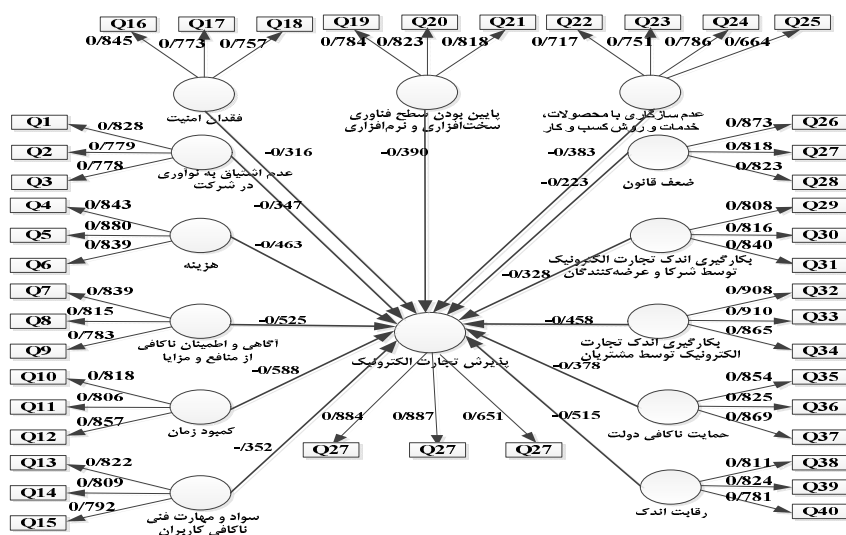 Q16
Q17
Q18
Q19
Q20
Q21
Q22
Q23
Q24
Q25
0/845
0/773
0/757
0/784
0/823
0/818
0/717
0/751
0/786
0/664
فقدان امنیت
پایین بودن سطح فناوری
سخت‌افزاری و نرم‌افزاری
عدم سازگاری با محصولات،
خدمات و روش کسب و کار
-0/316
-0/390
-0/383
Q1
Q2
Q3
0/828
0/779
0/778
عدم اشتیاق به نوآوری
در شرکت
-0/347
Q26
Q27
Q28
0/873
0/818
0/823
ضعف قانون
-0/223
Q4
Q5
Q6
0/843
0/880
0/839
هزینه
-0/463
Q29
Q30
Q31
0/808
0/816
0/840
بکارگیری اندک تجارت الکترونیک
توسط شرکا و عرضه‌کنندگان
-0/328
Q7
Q8
Q9
0/839
0/815
0/783
آگاهی و اطمینان ناکافی
از منافع و مزایا
-0/525
Q32
Q33
Q34
0/908
0/910
0/865
بکارگیری اندک تجارت
الکترونیک توسط مشتریان
-0/458
پذیرش تجارت الکترونیک
Q10
Q11
Q12
0/818
0/806
0/857
کمبود زمان
-0/588
Q35
Q36
Q37
0/854
0/825
0/869
حمایت ناکافی دولت
-0/378
0/884
0/887
0/651
Q27
Q27
Q27
Q13
Q14
Q15
0/822
0/809
0/792
سواد و مهارت فنی
ناکافی کاربران
-/352
Q38
Q39
Q40
0/811
0/824
0/781
رقابت اندک
-0/515